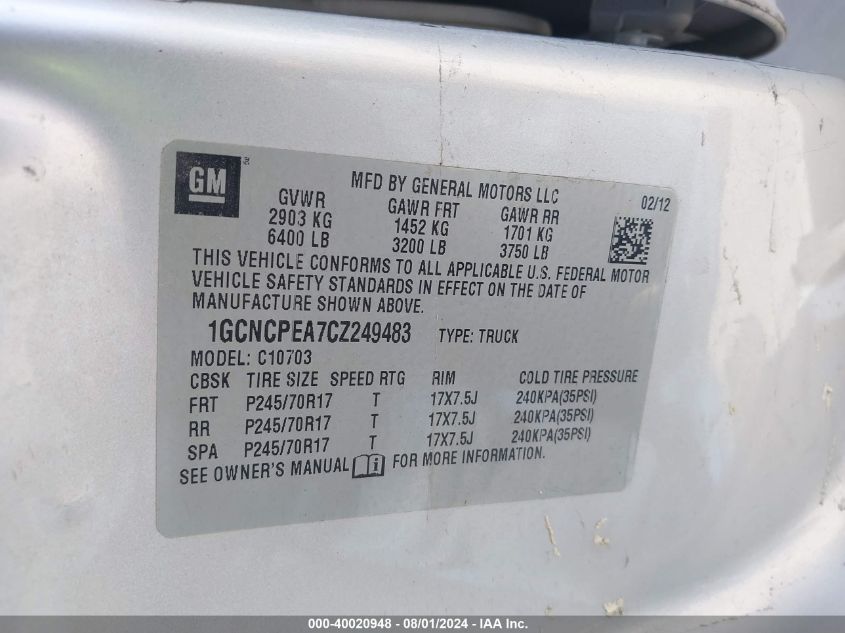 GM
MFD BY GENERAL MOTORS LLC
02/12
GVWR GAWR FRT GAWR RR
2903 KG 1452 KG 1701 KG
6400 LB 3200 LB 3750 LB
THIS VEHICLE CONFORMS TO ALL APPLICABLE U.S. FEDERAL MOTOR
VEHICLE SAFETY STANDARDS IN EFFECT ON THE DATE OF
MANUFACTURE SHOWN ABOVE.
1GCNCPEA7CZ249483 TYPE: TRUCK
MODEL: C10703
CBSK TIRE SIZE SPEED RTG RIM COLD TIRE PRESSURE
FRT P245/70R17 T 17X7.5J 240KPA(35PSI)
RR P245/70R17 T 17X7.5J 240KPA(35PSI)
SPA P245/70R17 T 17X7.5J 240KPA(35PSI)
SEE OWNER'S MANUAL FOR MORE INFORMATION.
000-40020948 - 08/01/2024 - IAA Inc.